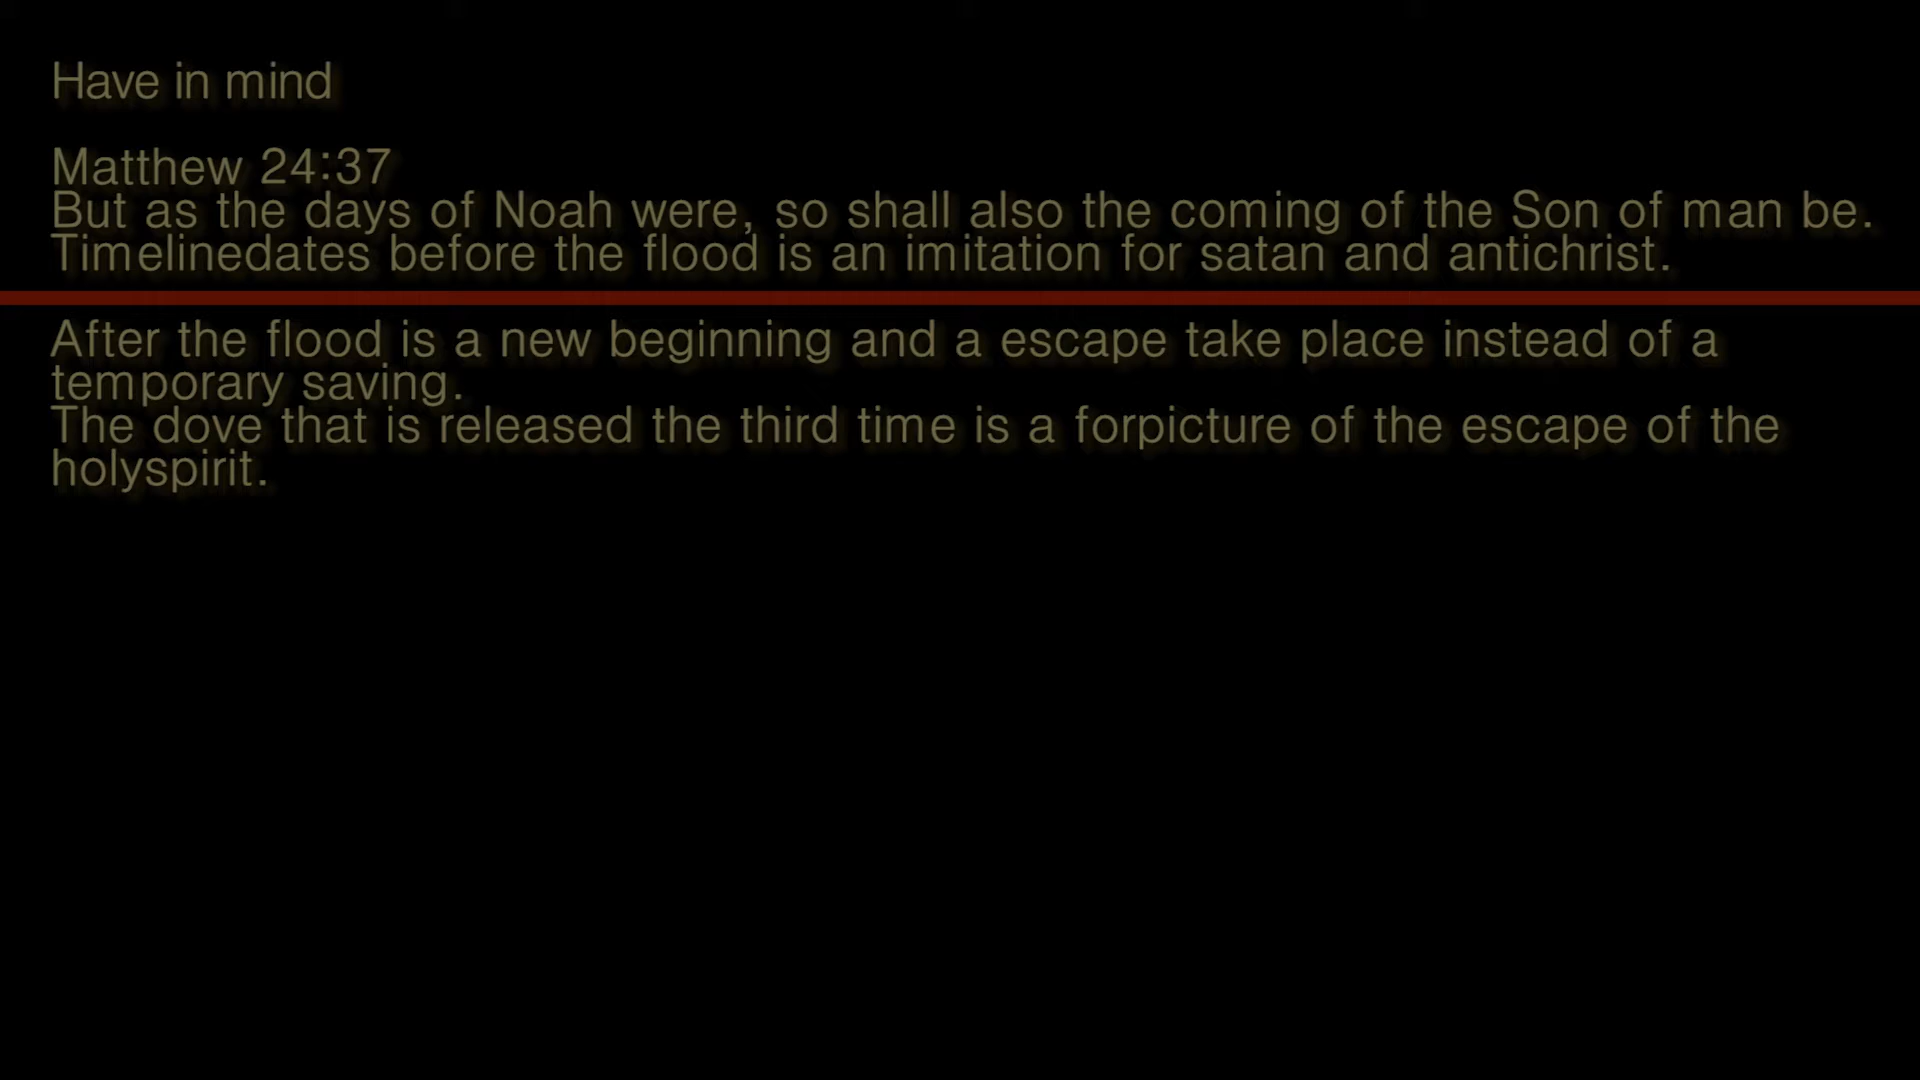 Have in mind
Matthew 24:37
But as the days of Noah were, so shall also the coming of the Son of man be.
Timelinedates before the flood is an imitation for satan and antichrist.
After the flood is a new beginning and a escape take place instead of a
temporary saving.
The dove that is released the third time is a forpicture of the escape of the
holyspirit.